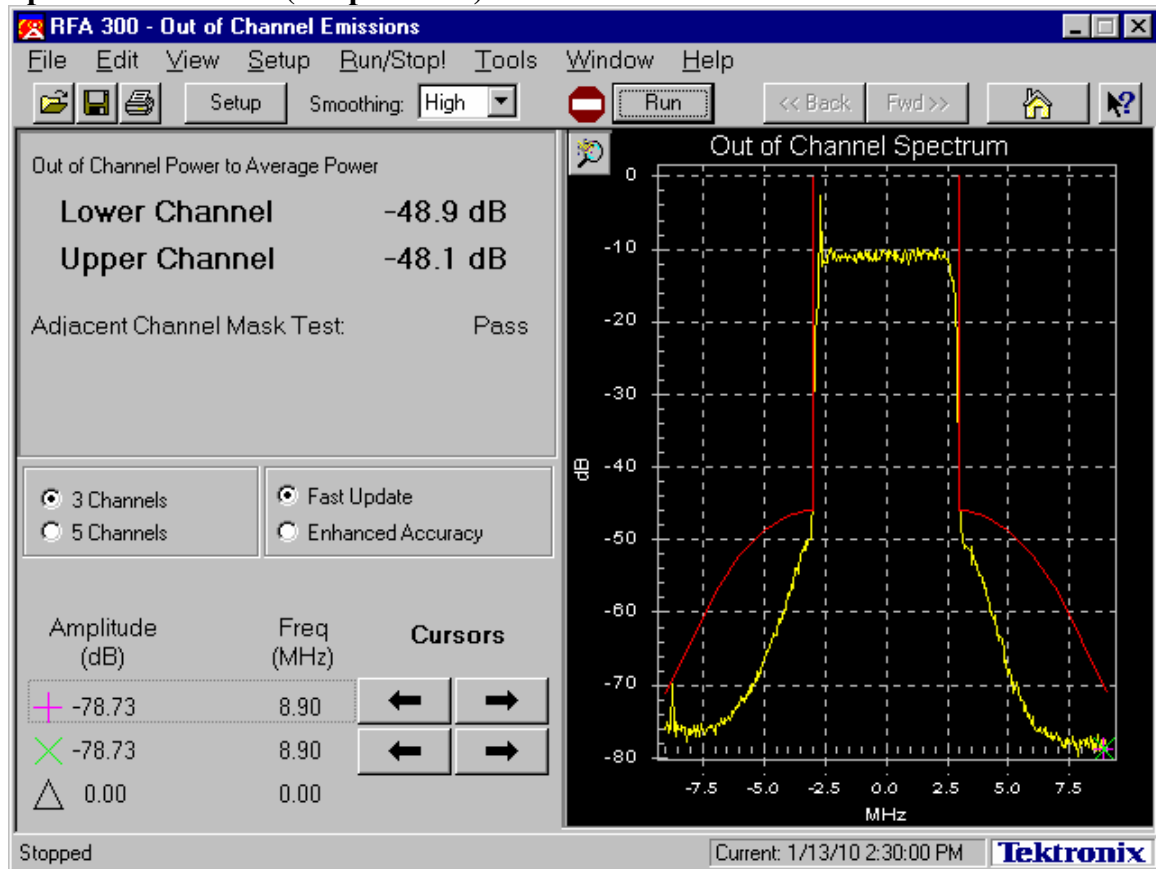 RFA 300 - Out of Channel Emissions
File Edit View Setup Run/Stop! Tools Window Help
Setup Smoothing: High Run << Back Fwd >>
Out of Channel Power to Average Power
Lower Channel -48.9 dB
Upper Channel -48.1 dB
Adjacent Channel Mask Test: Pass
3 Channels
5 Channels
Fast Update
Enhanced Accuracy
Amplitude (dB) Freq (MHz) Cursors
-78.73 8.90
-78.73 8.90
0.00 0.00
Out of Channel Spectrum
0
-10
-20
-30
-40
-50
-60
-70
-80
dB
-7.5 -5.0 -2.5 0.0 2.5 5.0 7.5
MHz
Stopped Current: 1/13/10 2:30:00 PM Tektronix